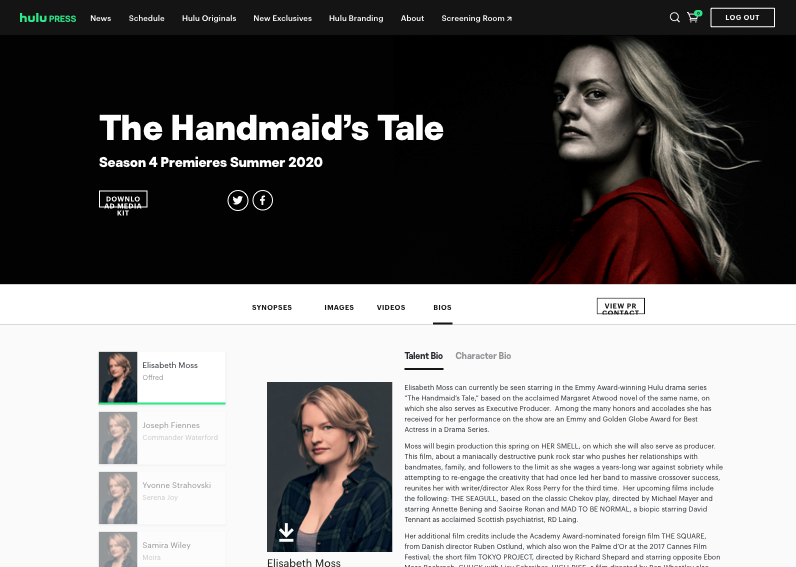 hulu PRESS News Schedule Hulu Originals New Exclusives Hulu Branding About Screening Room LOG OUT
The Handmaid's Tale
Season 4 Premieres Summer 2020
DOWNLO
AD MEDIA
KIT
SYNOPSES IMAGES VIDEOS BIOS
VIEW PR
CONTACT
Elisabeth Moss
Offred
Joseph Fiennes
Commander Waterford
Yvonne Strahovski
Serena Joy
Samira Wiley
Moira
Elisabeth Moss
Talent Bio Character Bio
Elisabeth Moss can currently be seen starring in the Emmy Award-winning Hulu drama series
"The Handmaid's Tale," based on the acclaimed Margaret Atwood novel of the same name, on
which she also serves as Executive Producer. Among the many honors and accolades she has
received for her performance on the show are an Emmy and Golden Globe Award for Best
Actress in a Drama Series.
Moss will begin production this spring on HER SMELL, on which she will also serve as producer.
This film, about a maniacally destructive punk rock star who pushes her relationships with
bandmates, family, and followers to the limit as she wages a years-long war against sobriety while
attempting to re-engage the creativity that had once led her band to massive crossover success,
reunites her with writer/director Alex Ross Perry for the third time. Her upcoming films include
the following: THE SEAGULL, based on the classic Chekov play, directed by Michael Mayer and
starring Annette Bening and Saoirse Ronan and MAD TO BE NORMAL, a biopic starring David
Tennant as acclaimed Scottish psychiatrist, RD Laing.
Her additional film credits include the Academy Award-nominated foreign film THE SQUARE,
from Danish director Ruben Ostlund, which also won the Palme d'Or at the 2017 Cannes Film
Festival, the short film TOKYO PROJECT, directed by Richard Shepard and starring opposite Ebon